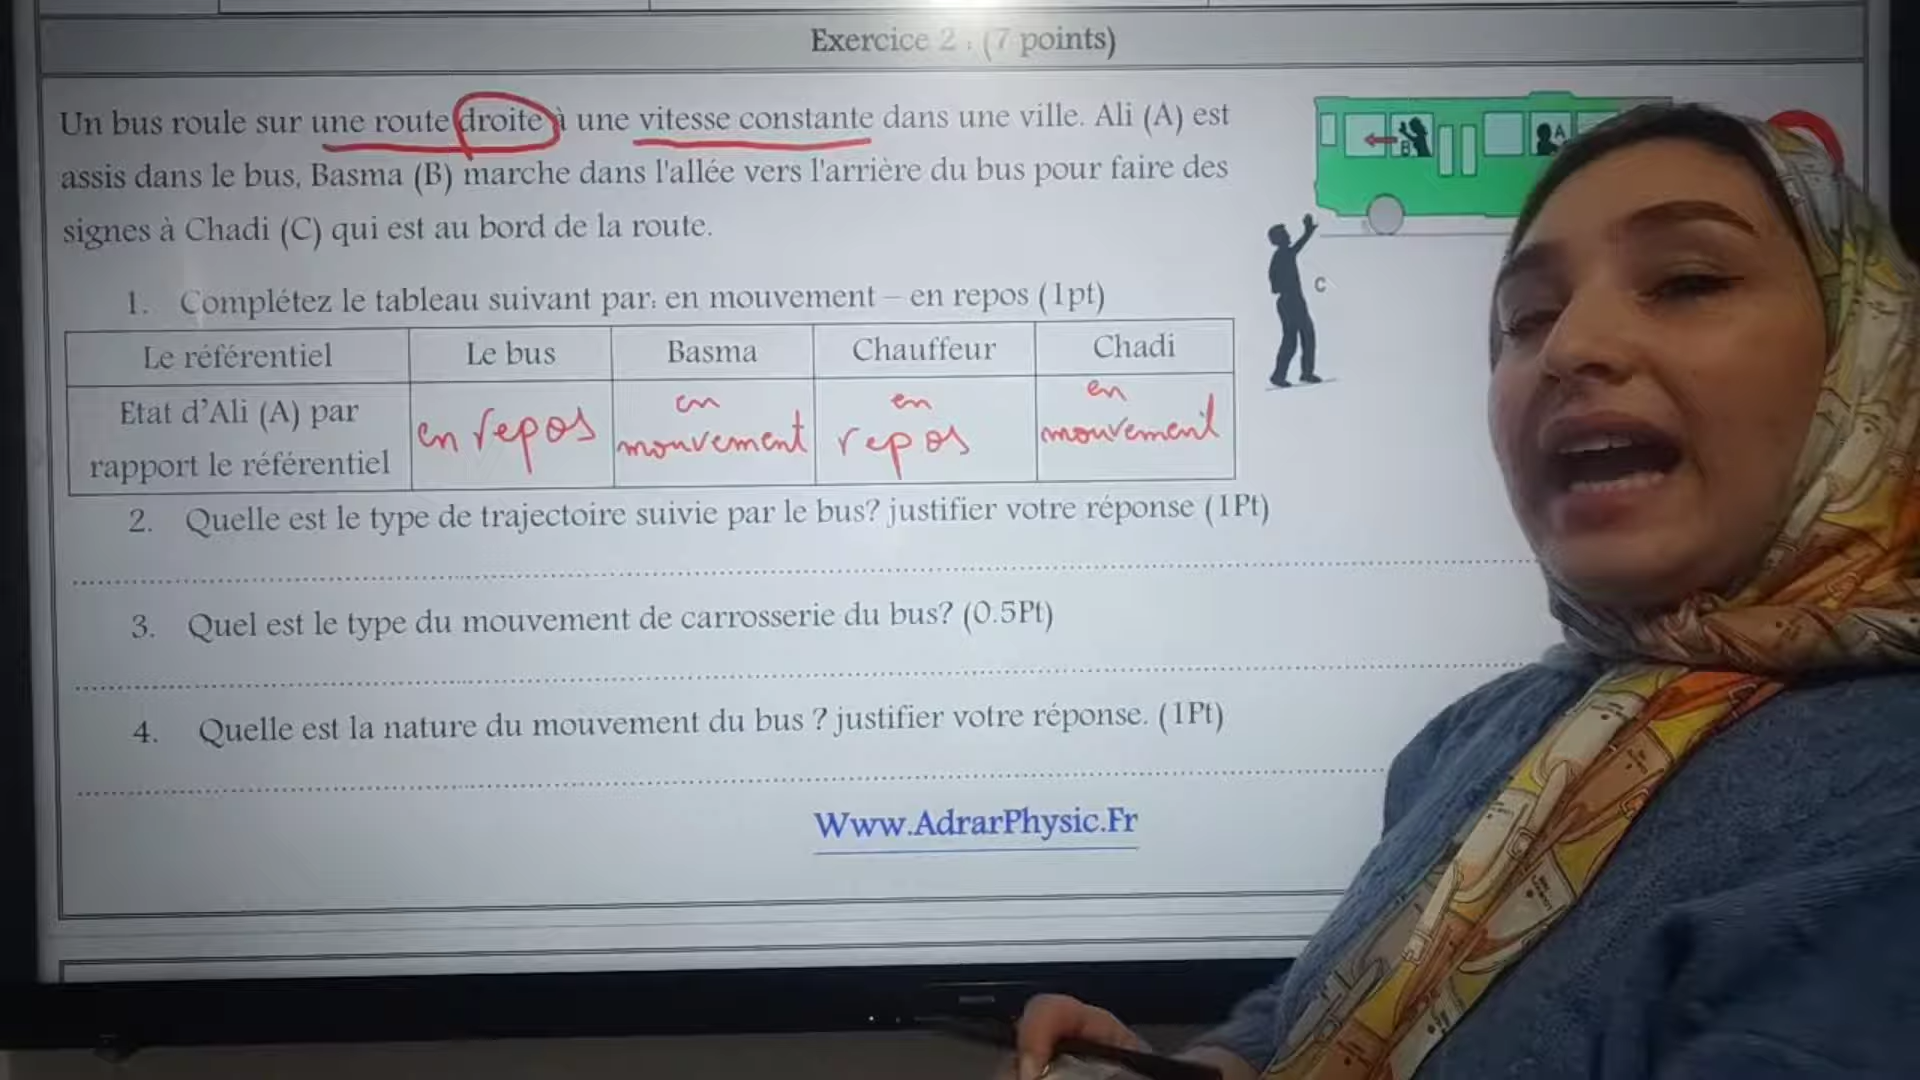 Exercice 2 : (7 points)
Un bus roule sur une route droite à une vitesse constante dans une ville. Ali (A) est
assis dans le bus, Basma (B) marche dans l'allée vers l'arrière du bus pour faire des
signes à Chadi (C) qui est au bord de la route.
B
A
C
1. Complétez le tableau suivant par: en mouvement – en repos (1pt)
Le référentiel Le bus Basma Chauffeur Chadi
Etat d'Ali (A) par
rapport le référentiel
en repos
en
mouvement
en
repos
en
mouvement
2. Quelle est le type de trajectoire suivie par le bus? justifier votre réponse (1Pt)
3. Quel est le type du mouvement de carrosserie du bus? (0.5Pt)
4. Quelle est la nature du mouvement du bus ? justifier votre réponse. (1Pt)
Www.AdrarPhysic.Fr